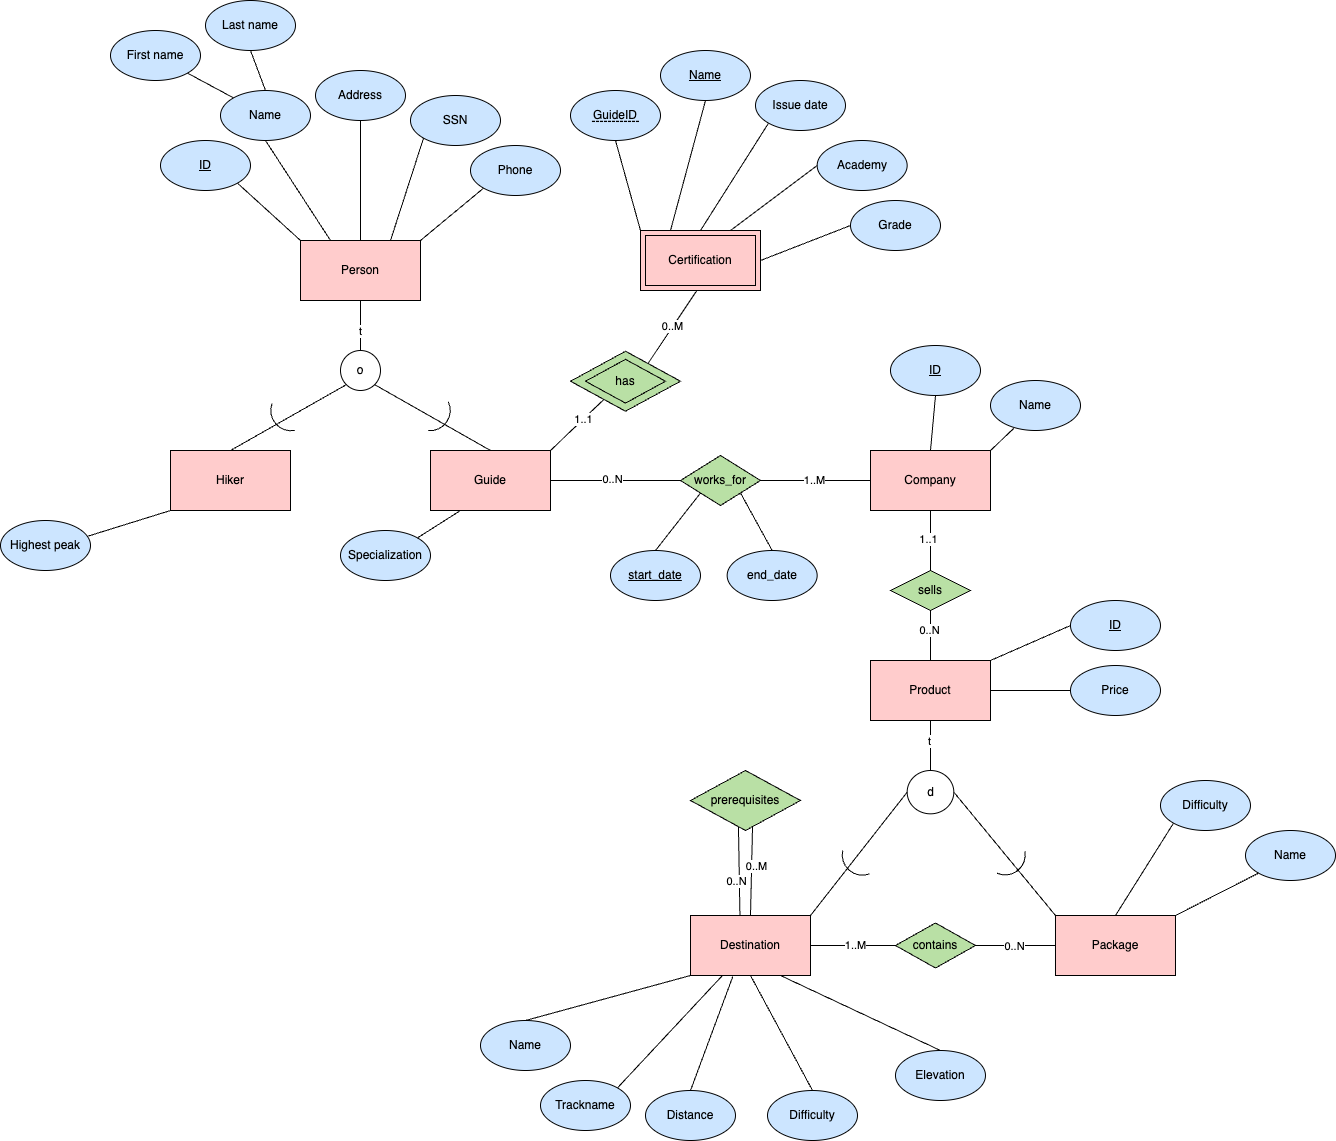 Last name
First name
Name
Address
SSN
ID
Phone
Person
t
o
Hiker
Highest peak
Guide
Specialization
GuideID
Name
Issue date
Academy
Grade
Certification
0..M
has
1..1
0..N
works_for
1..M
start_date
end_date
ID
Name
Company
1..1
sells
0..N
ID
Product
Price
t
d
prerequisites
0..M
0..N
Difficulty
Name
Destination
1..M
contains
0..N
Package
Name
Trackname
Distance
Difficulty
Elevation